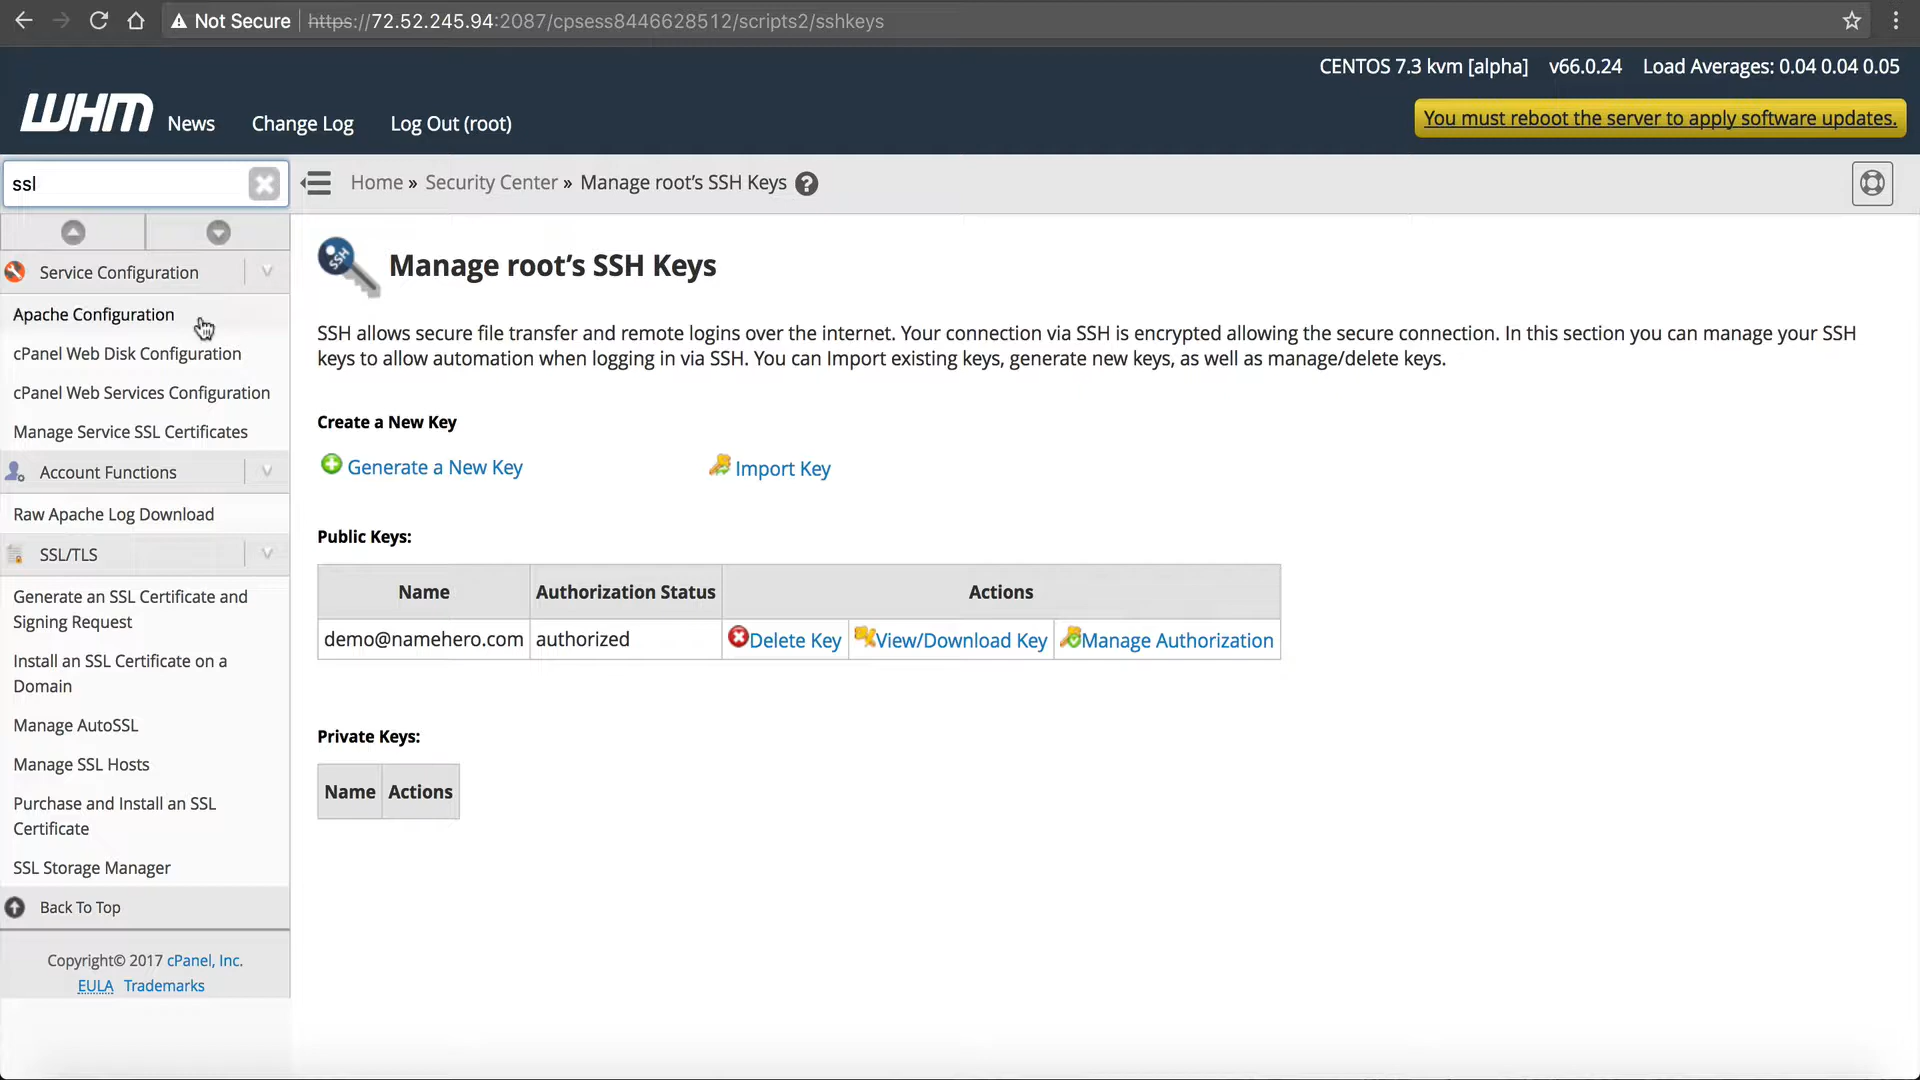 Not Secure https://72.52.245.94:2087/cpsess8446628512/scripts2/sshkeys
CENTOS 7.3 kvm [alpha] v66.0.24 Load Averages: 0.04 0.04 0.05
WHM News Change Log Log Out (root)
You must reboot the server to apply software updates.
ssl
Home » Security Center » Manage root's SSH Keys ?
Service Configuration
Apache Configuration
cPanel Web Disk Configuration
cPanel Web Services Configuration
Manage Service SSL Certificates
Account Functions
Raw Apache Log Download
SSL/TLS
Generate an SSL Certificate and
Signing Request
Install an SSL Certificate on a
Domain
Manage AutoSSL
Manage SSL Hosts
Purchase and Install an SSL
Certificate
SSL Storage Manager
Back To Top
Copyright© 2017 cPanel, Inc.
EULA Trademarks
SSH
Manage root's SSH Keys
SSH allows secure file transfer and remote logins over the internet. Your connection via SSH is encrypted allowing the secure connection. In this section you can manage your SSH
keys to allow automation when logging in via SSH. You can Import existing keys, generate new keys, as well as manage/delete keys.
Create a New Key
Generate a New Key Import Key
Public Keys:
Name Authorization Status Actions
demo@namehero.com authorized Delete Key View/Download Key Manage Authorization
Private Keys:
Name Actions